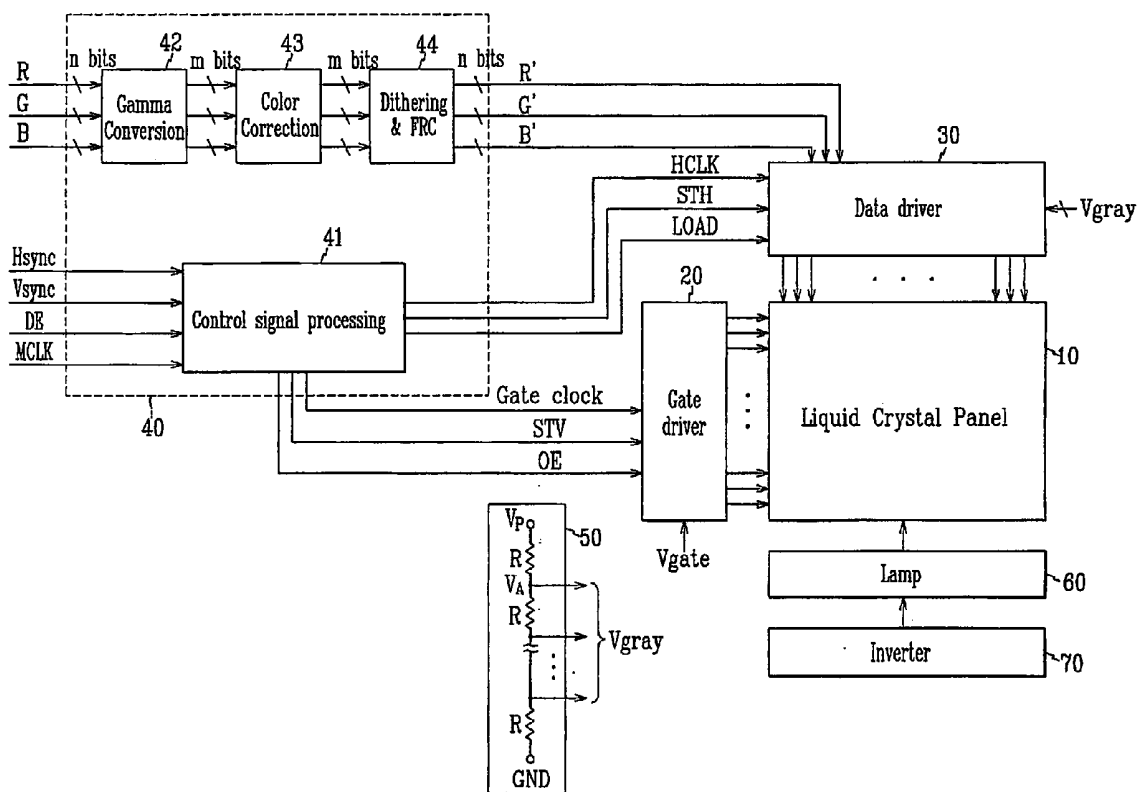 n bits
42
m bits
43
m bits
44
n bits
R
G
B
Gamma
Conversion
Color
Correction
Dithering
& FRC
R'
G'
B'
30
HCLK
STH
LOAD
Data driver
Vgray
Hsync
Vsync
DE
MCLK
41
Control signal processing
20
10
40
Gate clock
STV
OE
Gate
driver
Liquid Crystal Panel
VP
50
R
VA
R
Vgray
R
GND
Vgate
Lamp
60
Inverter
70